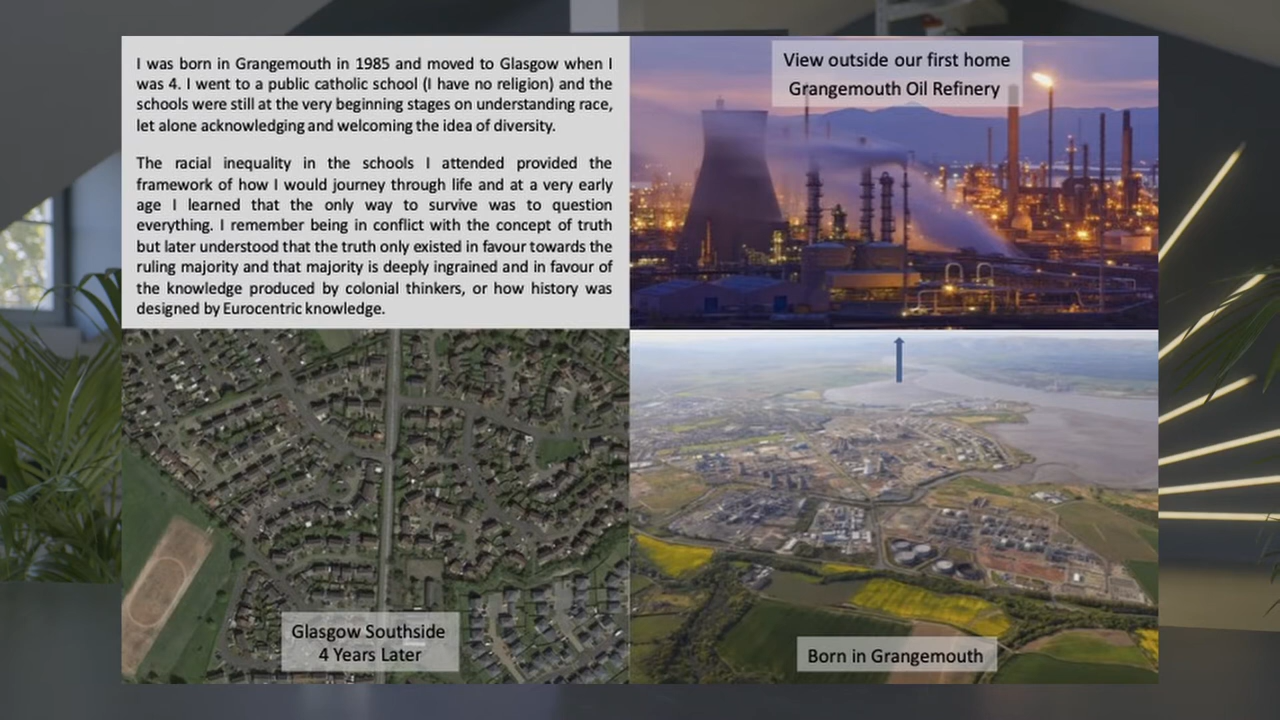 I was born in Grangemouth in 1985 and moved to Glasgow when I
was 4. I went to a public catholic school (I have no religion) and the
schools were still at the very beginning stages on understanding race,
let alone acknowledging and welcoming the idea of diversity.
The racial inequality in the schools I attended provided the
framework of how I would journey through life and at a very early
age I learned that the only way to survive was to question
everything. I remember being in conflict with the concept of truth
but later understood that the truth only existed in favour towards the
ruling majority and that majority is deeply ingrained and in favour of
the knowledge produced by colonial thinkers, or how history was
designed by Eurocentric knowledge.
View outside our first home
Grangemouth Oil Refinery
Glasgow Southside
4 Years Later
Born in Grangemouth